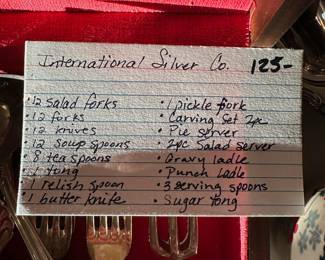 International Silver Co. 125-
• 12 Salad forks
• 12 forks
• 12 knives
• 12 Soup spoons
• 8 tea spoons
• 1 tong
• 1 relish spoon
• 1 butter knife
• 1 pickle fork
• Carving Set 2pc
• Pie server
• 2pc Salad server
• Gravy ladle
• Punch Ladle
• 3 serving spoons
• Sugar tong